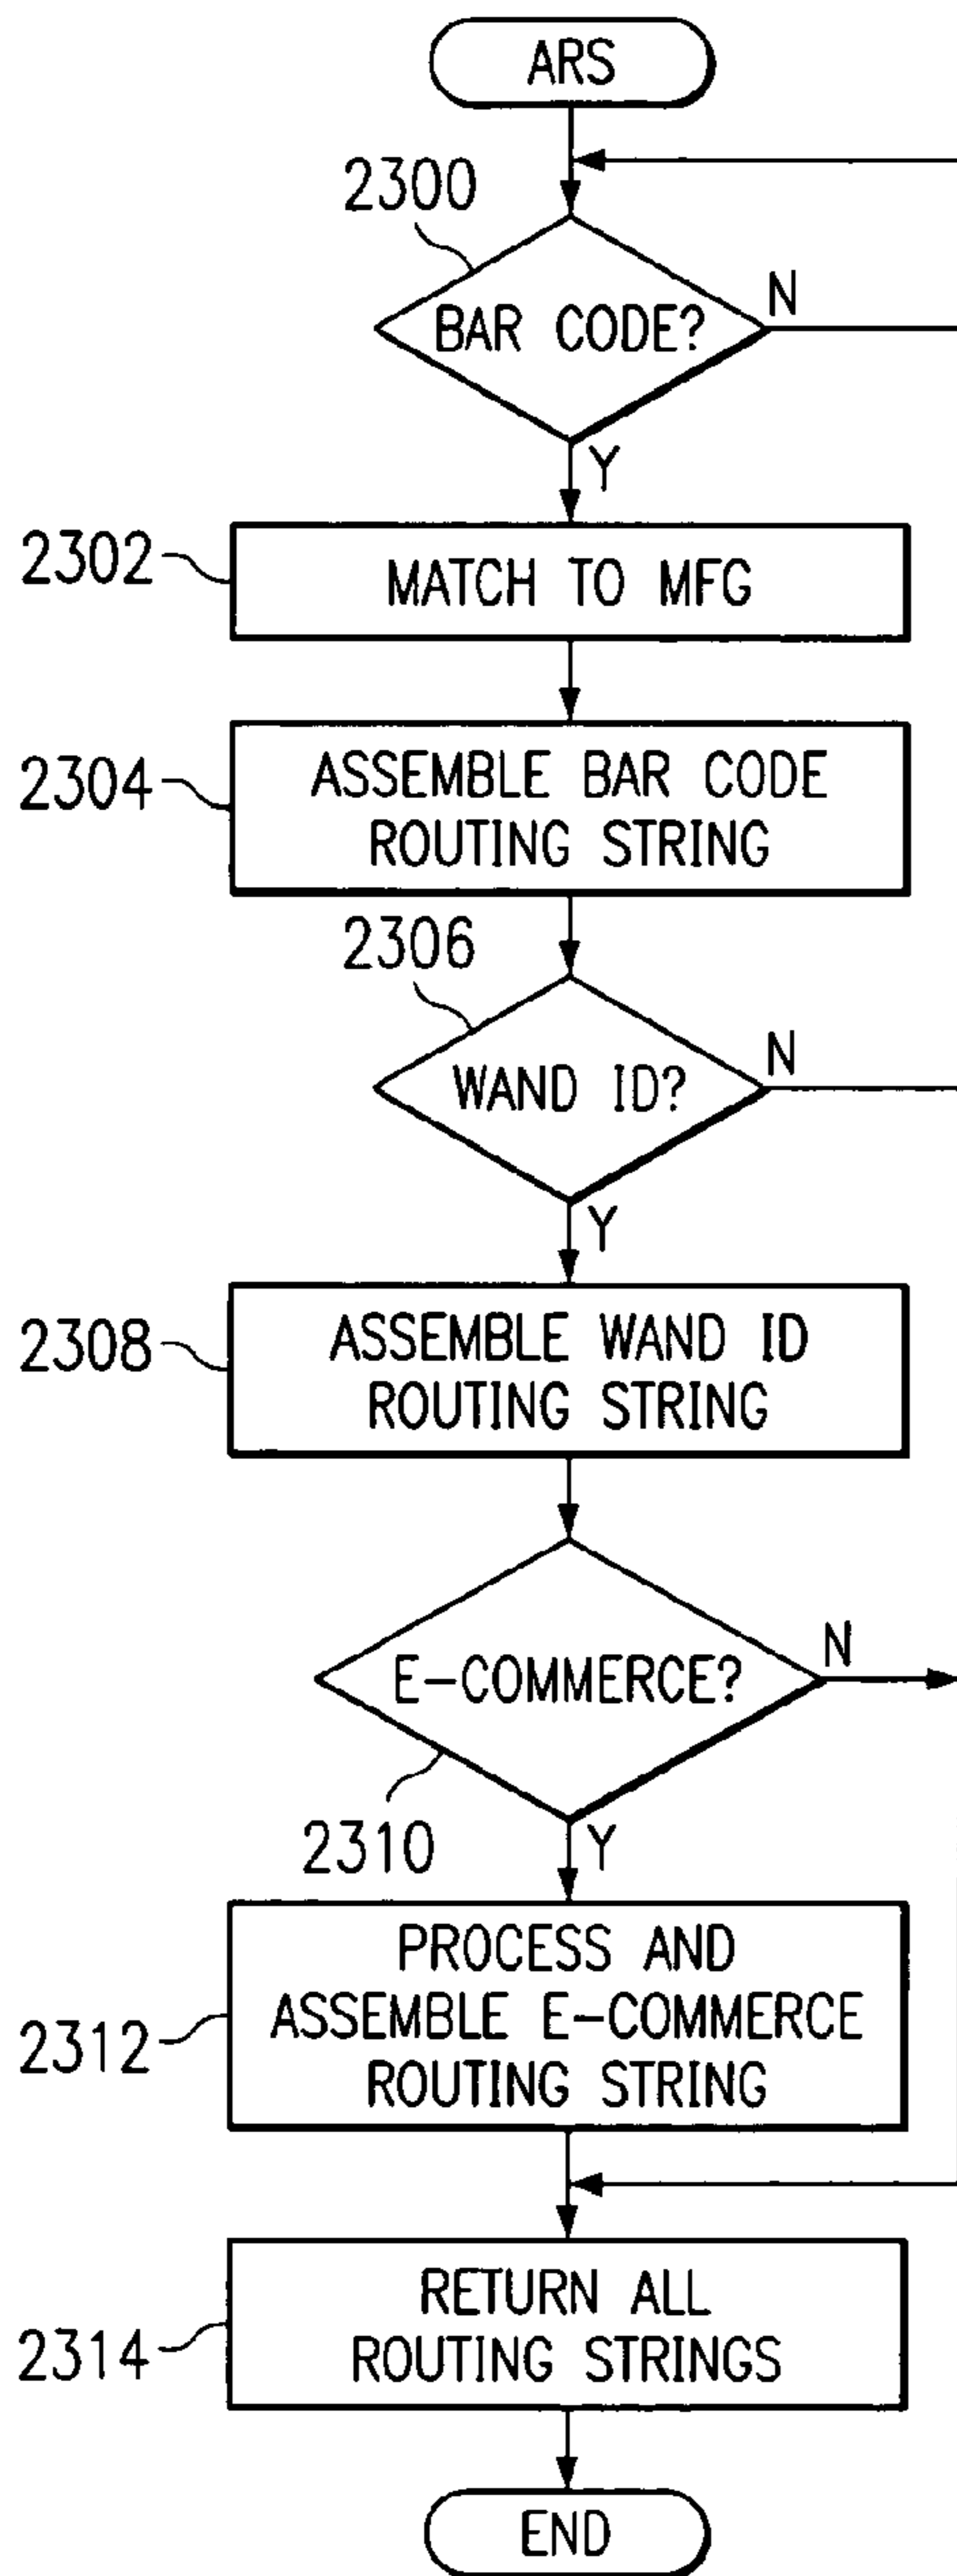 ARS
2300
BAR CODE?
N
Y
2302
MATCH TO MFG
2304
ASSEMBLE BAR CODE
ROUTING STRING
2306
WAND ID?
N
Y
2308
ASSEMBLE WAND ID
ROUTING STRING
E-COMMERCE?
N
2310
Y
2312
PROCESS AND
ASSEMBLE E-COMMERCE
ROUTING STRING
2314
RETURN ALL
ROUTING STRINGS
END